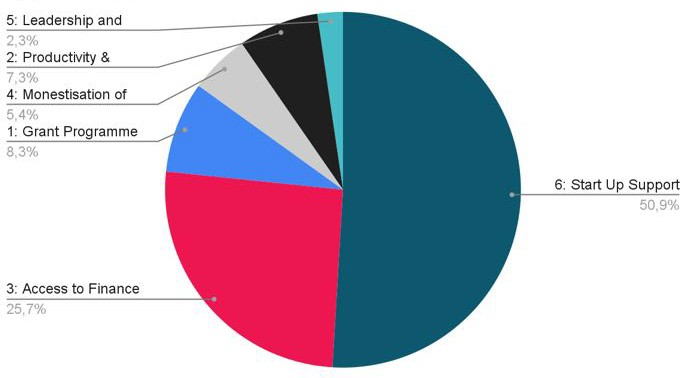 5: Leadership and
2,3%
2: Productivity &
7,3%
4: Monestisation of
5,4%
1: Grant Programme
8,3%
6: Start Up Support
50,9%
3: Access to Finance
25,7%